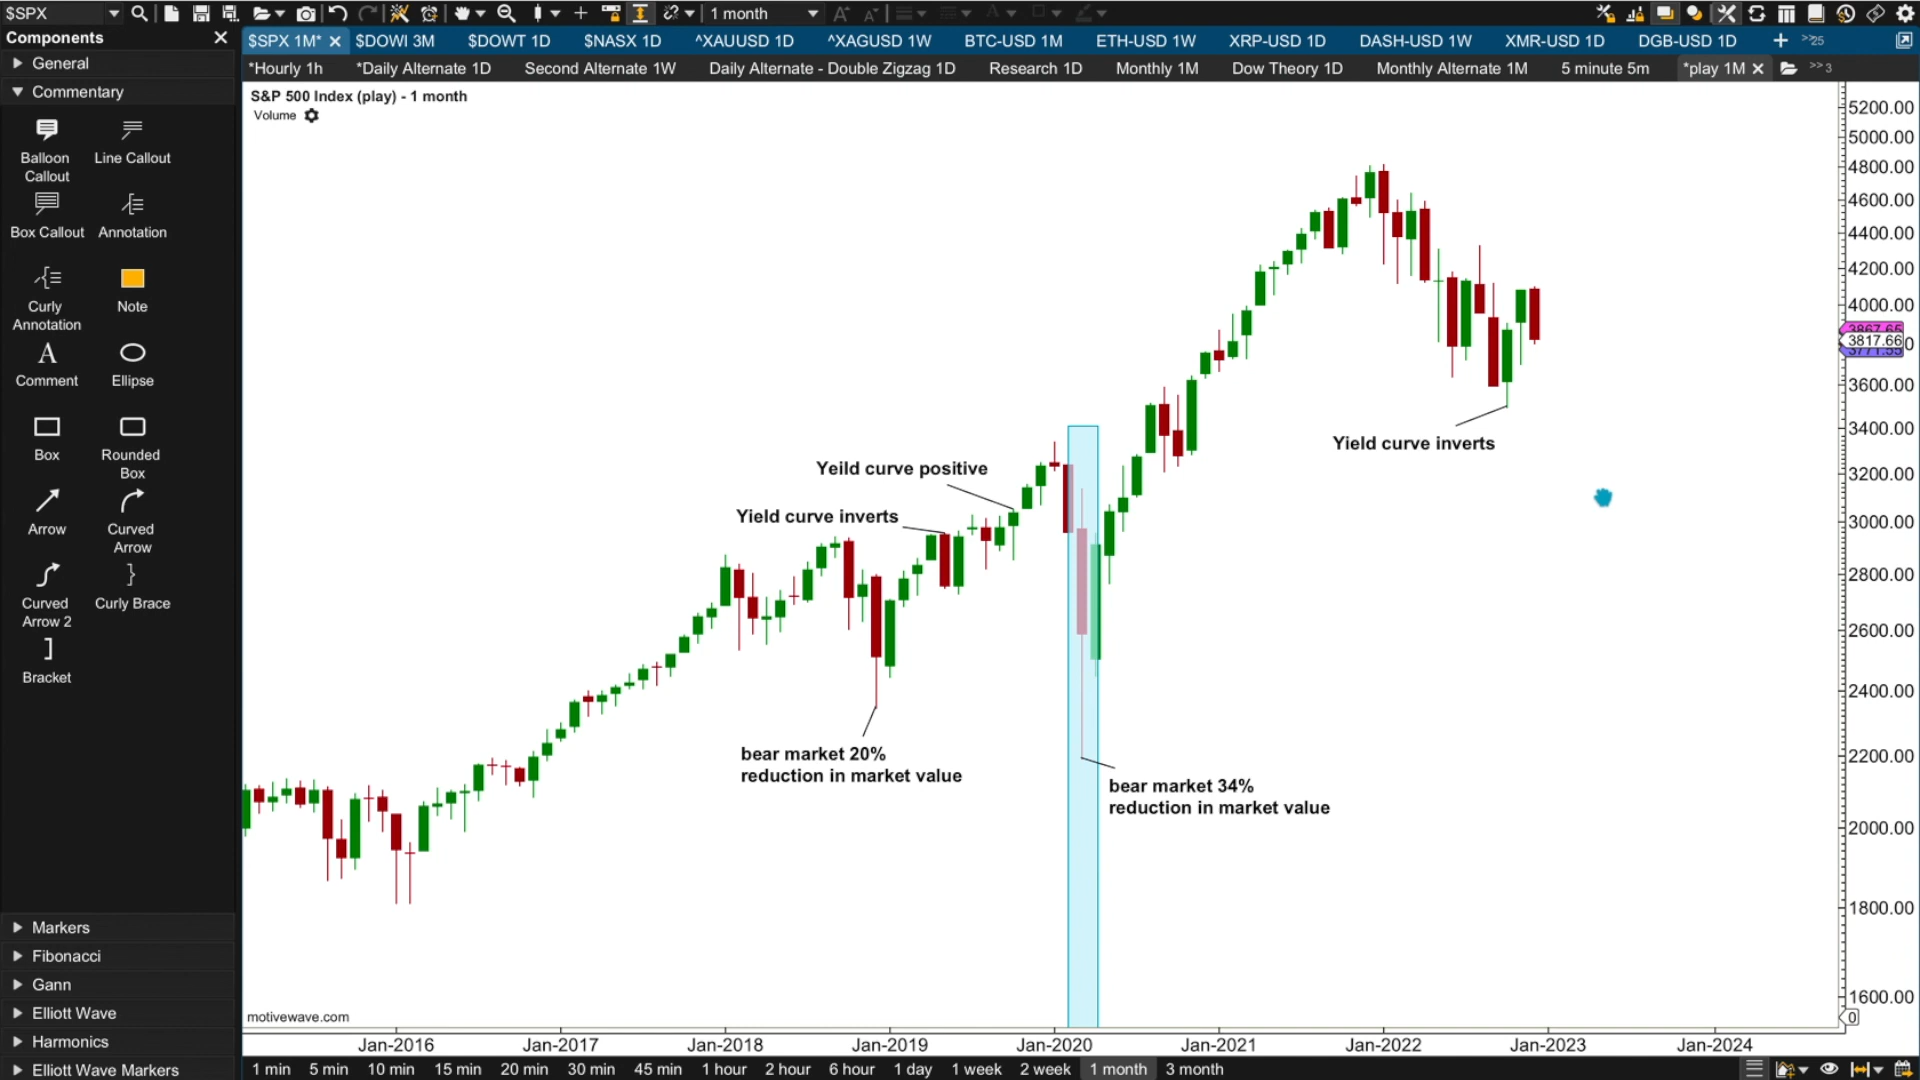 $SPX
1 month
Components
$SPX 1M*
$DOWI 3M
$DOWT 1D
$NASX 1D
^XAUUSD 1D
^XAGUSD 1W
BTC-USD 1M
ETH-USD 1W
XRP-USD 1D
DASH-USD 1W
XMR-USD 1D
DGB-USD 1D
25
General
*Hourly 1h
*Daily Alternate 1D
Second Alternate 1W
Daily Alternate - Double Zigzag 1D
Research 1D
Monthly 1M
Dow Theory 1D
Monthly Alternate 1M
5 minute 5m
*play 1M
3
Commentary
Balloon
Callout
Line Callout
Box Callout
Annotation
Curly
Annotation
Note
Comment
Ellipse
Box
Rounded
Box
Arrow
Curved
Arrow
Curved
Arrow 2
Curly Brace
Bracket
Markers
Fibonacci
Gann
Elliott Wave
Harmonics
Elliott Wave Markers
S&P 500 Index (play) - 1 month
Volume
Yeild curve positive
Yield curve inverts
Yield curve inverts
bear market 20%
reduction in market value
bear market 34%
reduction in market value
motivewave.com
5200.00
5000.00
4800.00
4600.00
4400.00
4200.00
4000.00
3867.65
3817.66
3771.55
3600.00
3400.00
3200.00
3000.00
2800.00
2600.00
2400.00
2200.00
2000.00
1800.00
1600.00
0
Jan-2016
Jan-2017
Jan-2018
Jan-2019
Jan-2020
Jan-2021
Jan-2022
Jan-2023
Jan-2024
1 min
5 min
10 min
15 min
20 min
30 min
45 min
1 hour
2 hour
6 hour
1 day
1 week
2 week
1 month
3 month